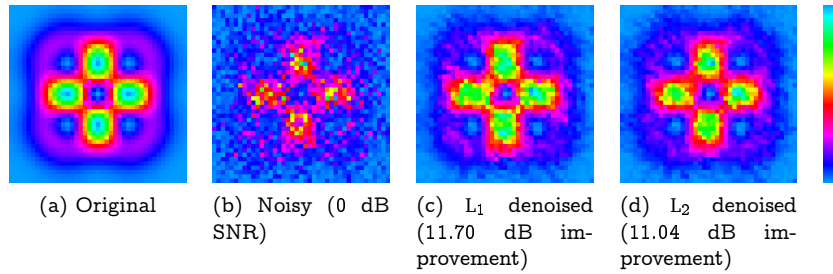 (a) Original
(b) Noisy (0 dB
SNR)
(c) L₁ denoised
(11.70 dB im-
provement)
(d) L₂ denoised
(11.04 dB im-
provement)